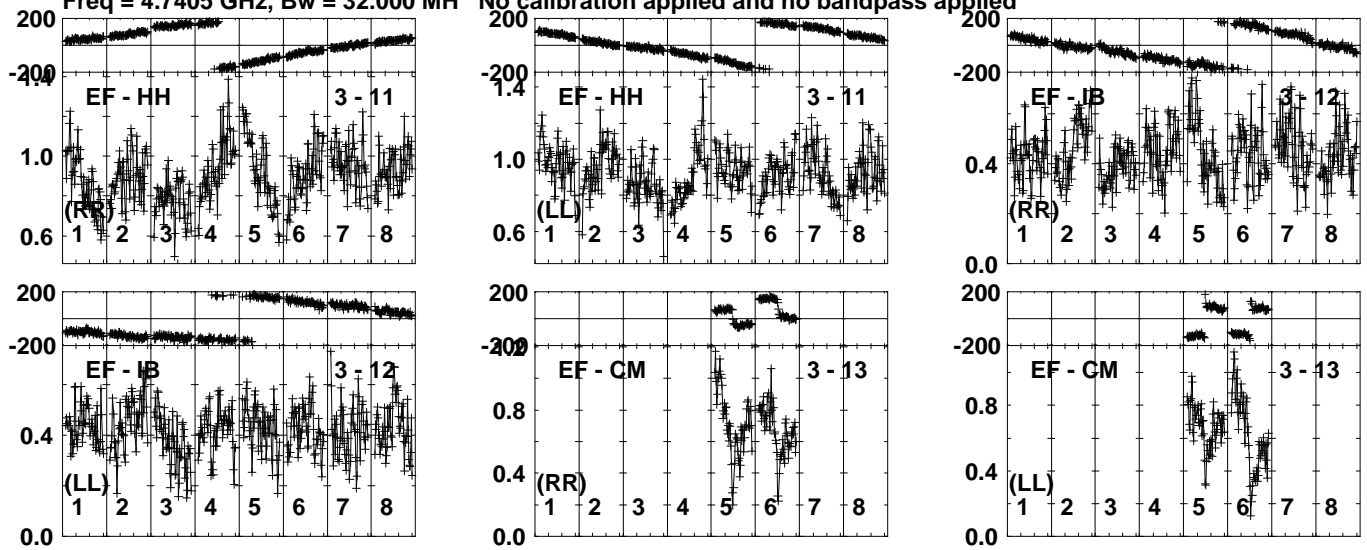 Freq = 4.7405 GHz, Bw = 32.000 MH No calibration applied and no bandpass applied
200
-200
1.4
EF - HH 3 - 11
1.0
(RR)
0.6
1 2 3 4 5 6 7 8
200
-200
1.4
EF - HH 3 - 11
1.0
(LL)
0.6
1 2 3 4 5 6 7 8
200
-200
EF - IB 3 - 12
0.4
(RR)
0.0
1 2 3 4 5 6 7 8
200
-200
EF - IB 3 - 12
0.4
(LL)
0.0
1 2 3 4 5 6 7 8
200
-200
1.2
EF - CM 3 - 13
0.8
0.4
(RR)
0.0
1 2 3 4 5 6 7 8
200
-200
EF - CM 3 - 13
0.8
0.4
(LL)
0.0
1 2 3 4 5 6 7 8